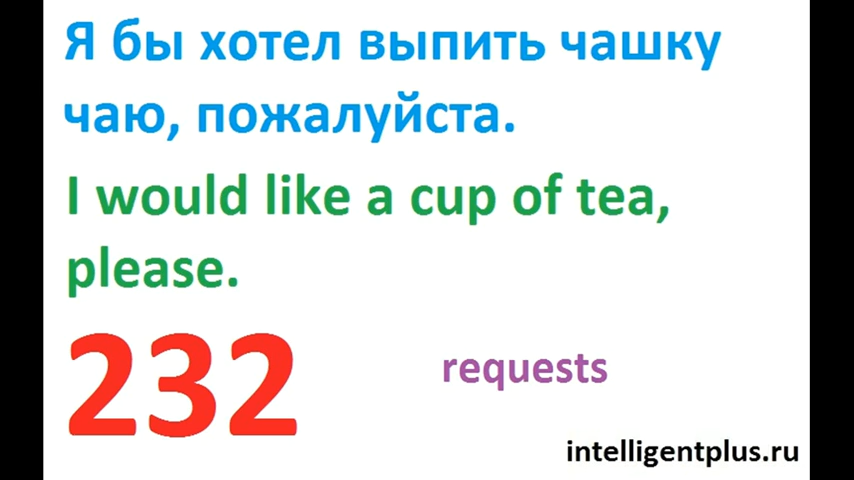 Я бы хотел выпить чашку
чаю, пожалуйста.
I would like a cup of tea,
please.
232
requests
intelligentplus.ru